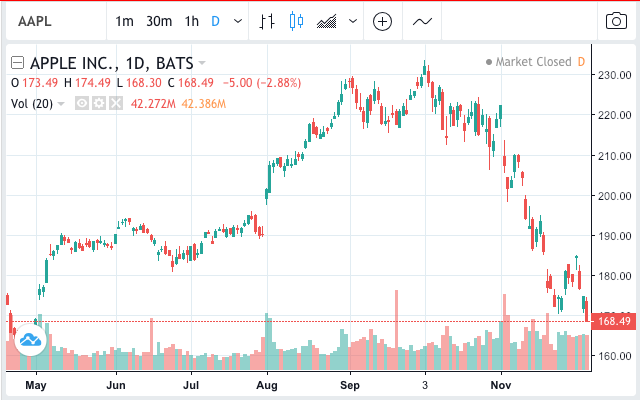 AAPL 1m 30m 1h D
APPLE INC., 1D, BATS
Market Closed D
O 173.49 H 174.49 L 168.30 C 168.49 −5.00 (−2.88%)
Vol (20) 42.272M 42.386M
230.00
220.00
210.00
200.00
190.00
180.00
170.00
168.49
160.00
May Jun Jul Aug Sep 3 Nov